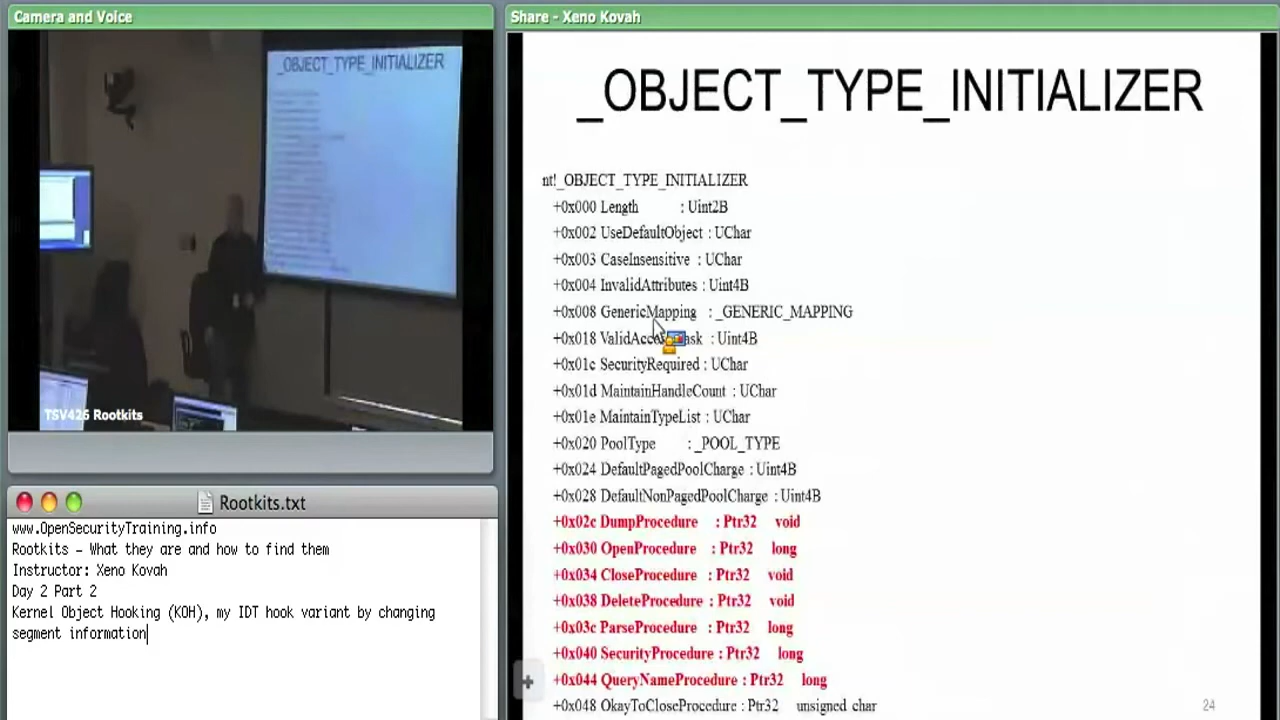 Camera and Voice
_OBJECT_TYPE_INITIALIZER
TSV426 Rootkits
Rootkits.txt
www.OpenSecurityTraining.info
Rootkits – What they are and how to find them
Instructor: Xeno Kovah
Day 2 Part 2
Kernel Object Hooking (KOH), my IDT hook variant by changing
segment information
Share - Xeno Kovah
_OBJECT_TYPE_INITIALIZER
nt!_OBJECT_TYPE_INITIALIZER
+0x000 Length : Uint2B
+0x002 UseDefaultObject : UChar
+0x003 CaseInsensitive : UChar
+0x004 InvalidAttributes : Uint4B
+0x008 GenericMapping : _GENERIC_MAPPING
+0x018 : Uint4B
+0x01c SecurityRequired : UChar
+0x01d MaintainHandleCount : UChar
+0x01e MaintainTypeList : UChar
+0x020 PoolType : _POOL_TYPE
+0x024 DefaultPagedPoolCharge : Uint4B
+0x028 DefaultNonPagedPoolCharge : Uint4B
+0x02c DumpProcedure : Ptr32 void
+0x030 OpenProcedure : Ptr32 long
+0x034 CloseProcedure : Ptr32 void
+0x038 DeleteProcedure : Ptr32 void
+0x03c ParseProcedure : Ptr32 long
+0x040 SecurityProcedure : Ptr32 long
+0x044 QueryNameProcedure : Ptr32 long
+0x048 OkayToCloseProcedure : Ptr32 unsigned char
24